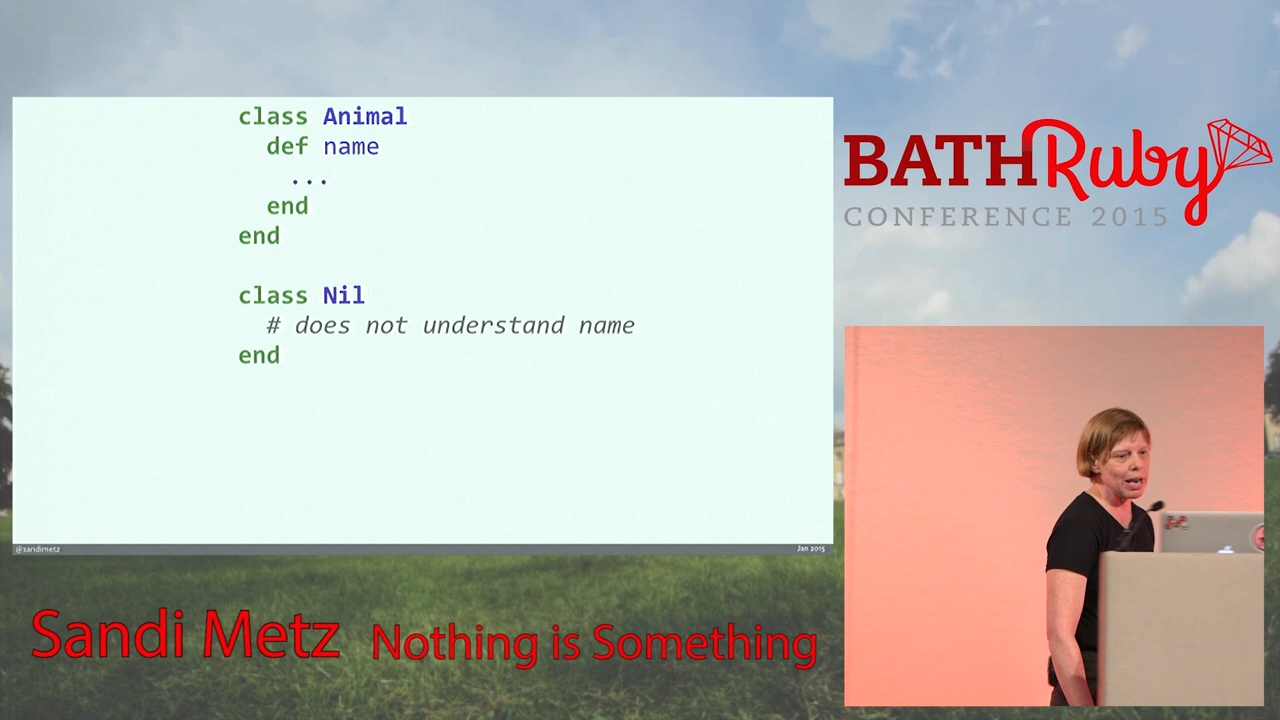 class Animal
def name
...
end
end
class Nil
# does not understand name
end
@sandimetz
Jan 2015
BATHRuby
CONFERENCE 2015
Sandi Metz
Nothing is Something